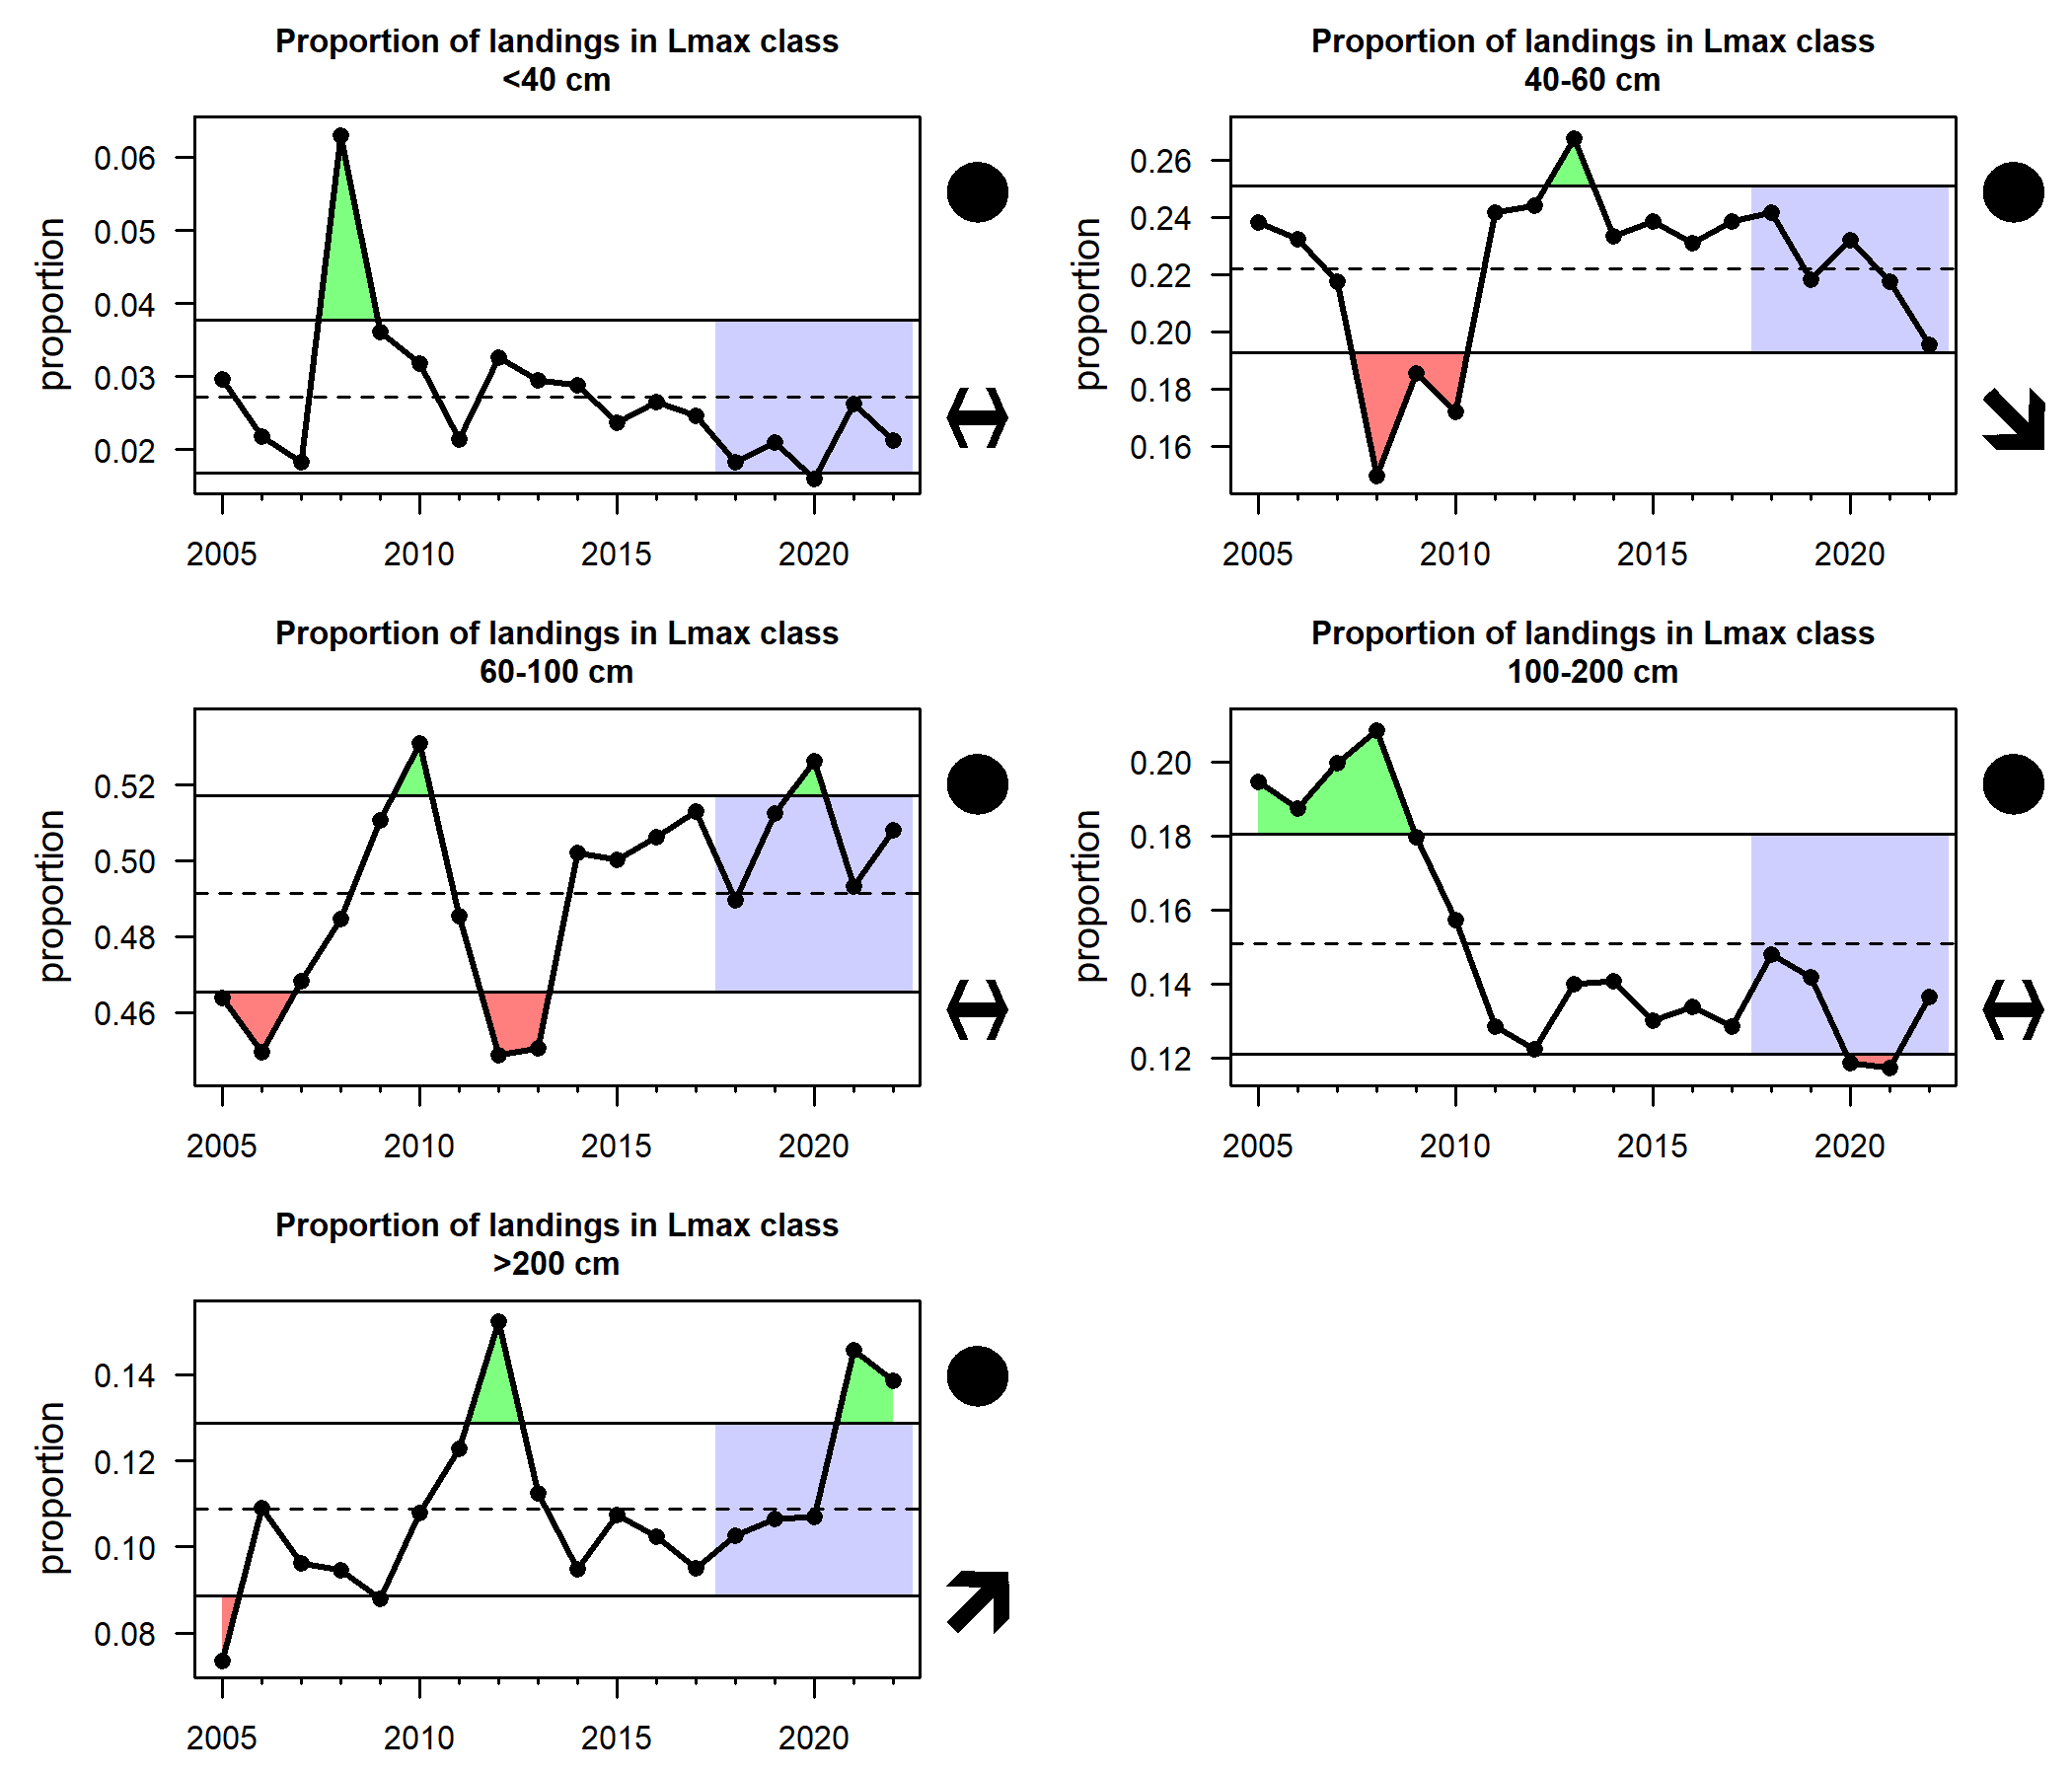 Proportion of landings in Lmax class
<40 cm
proportion
0.06
0.05
0.04
0.03
0.02
2005 2010 2015 2020
Proportion of landings in Lmax class
40-60 cm
proportion
0.26
0.24
0.22
0.20
0.18
0.16
2005 2010 2015 2020
Proportion of landings in Lmax class
60-100 cm
proportion
0.52
0.50
0.48
0.46
2005 2010 2015 2020
Proportion of landings in Lmax class
100-200 cm
proportion
0.20
0.18
0.16
0.14
0.12
2005 2010 2015 2020
Proportion of landings in Lmax class
>200 cm
proportion
0.14
0.12
0.10
0.08
2005 2010 2015 2020